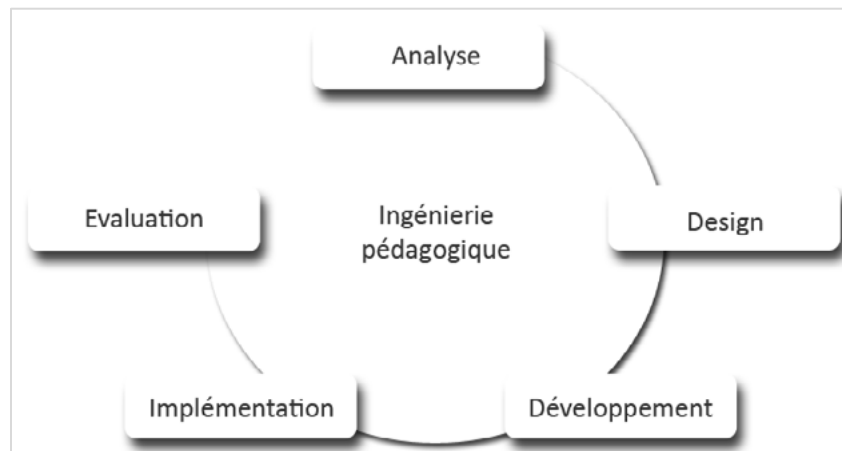 Analyse
Evaluation
Ingénierie
pédagogique
Design
Implémentation
Développement